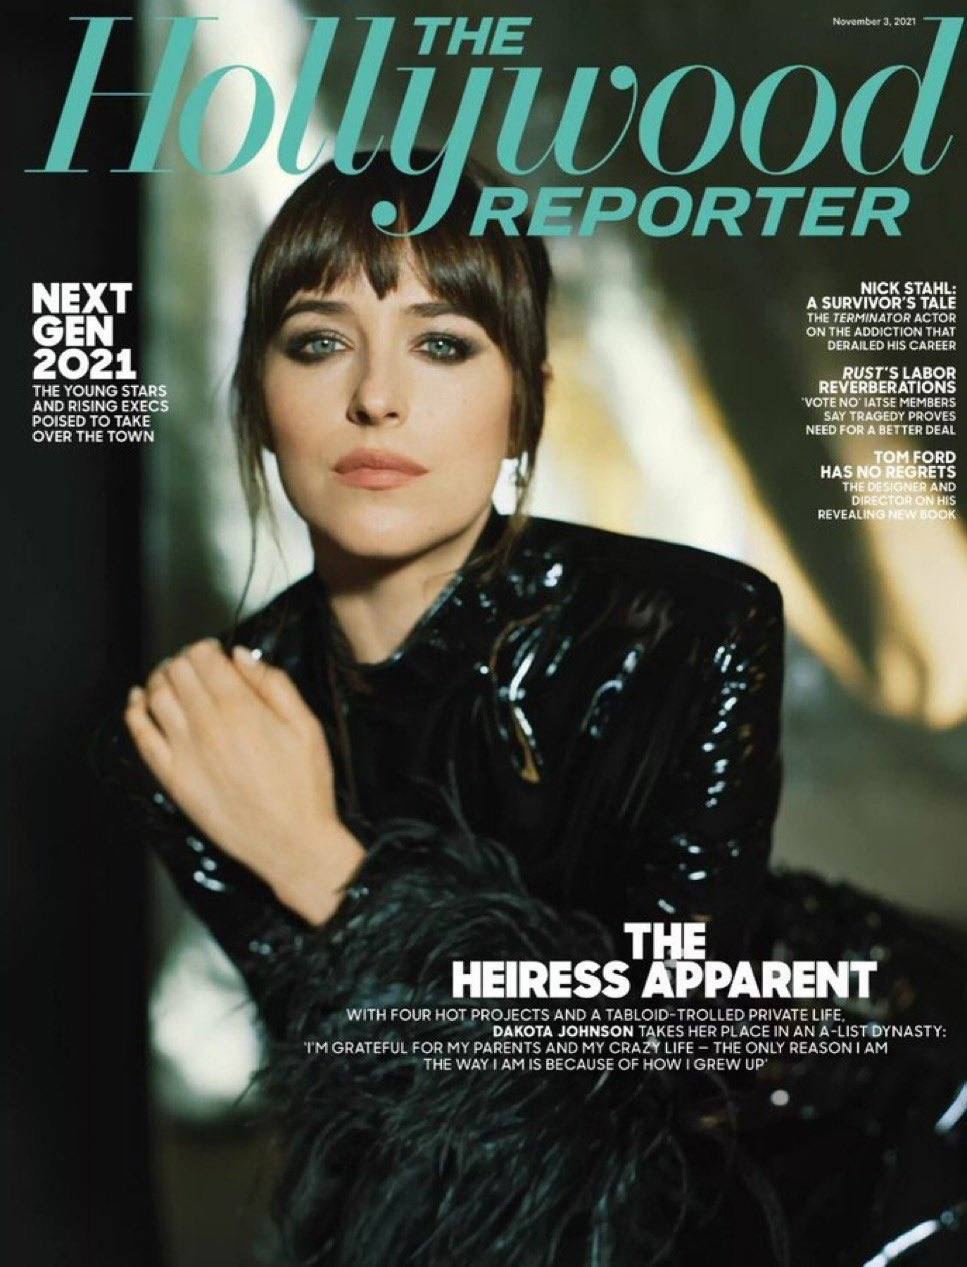 THE
Hollywood
REPORTER
November 3, 2021
NEXT
GEN
2021
THE YOUNG STARS
AND RISING EXECS
POISED TO TAKE
OVER THE TOWN
NICK STAHL:
A SURVIVOR'S TALE
THE TERMINATOR ACTOR
ON THE ADDICTION THAT
DERAILED HIS CAREER
RUST'S LABOR
REVERBERATIONS
'VOTE NO' IATSE MEMBERS
SAY TRAGEDY PROVES
NEED FOR A BETTER DEAL
TOM FORD
HAS NO REGRETS
THE DESIGNER AND
DIRECTOR ON HIS
REVEALING NEW BOOK
THE
HEIRESS APPARENT
WITH FOUR HOT PROJECTS AND A TABLOID-TROLLED PRIVATE LIFE,
DAKOTA JOHNSON TAKES HER PLACE IN AN A-LIST DYNASTY:
'I'M GRATEFUL FOR MY PARENTS AND MY CRAZY LIFE — THE ONLY REASON I AM
THE WAY I AM IS BECAUSE OF HOW I GREW UP'